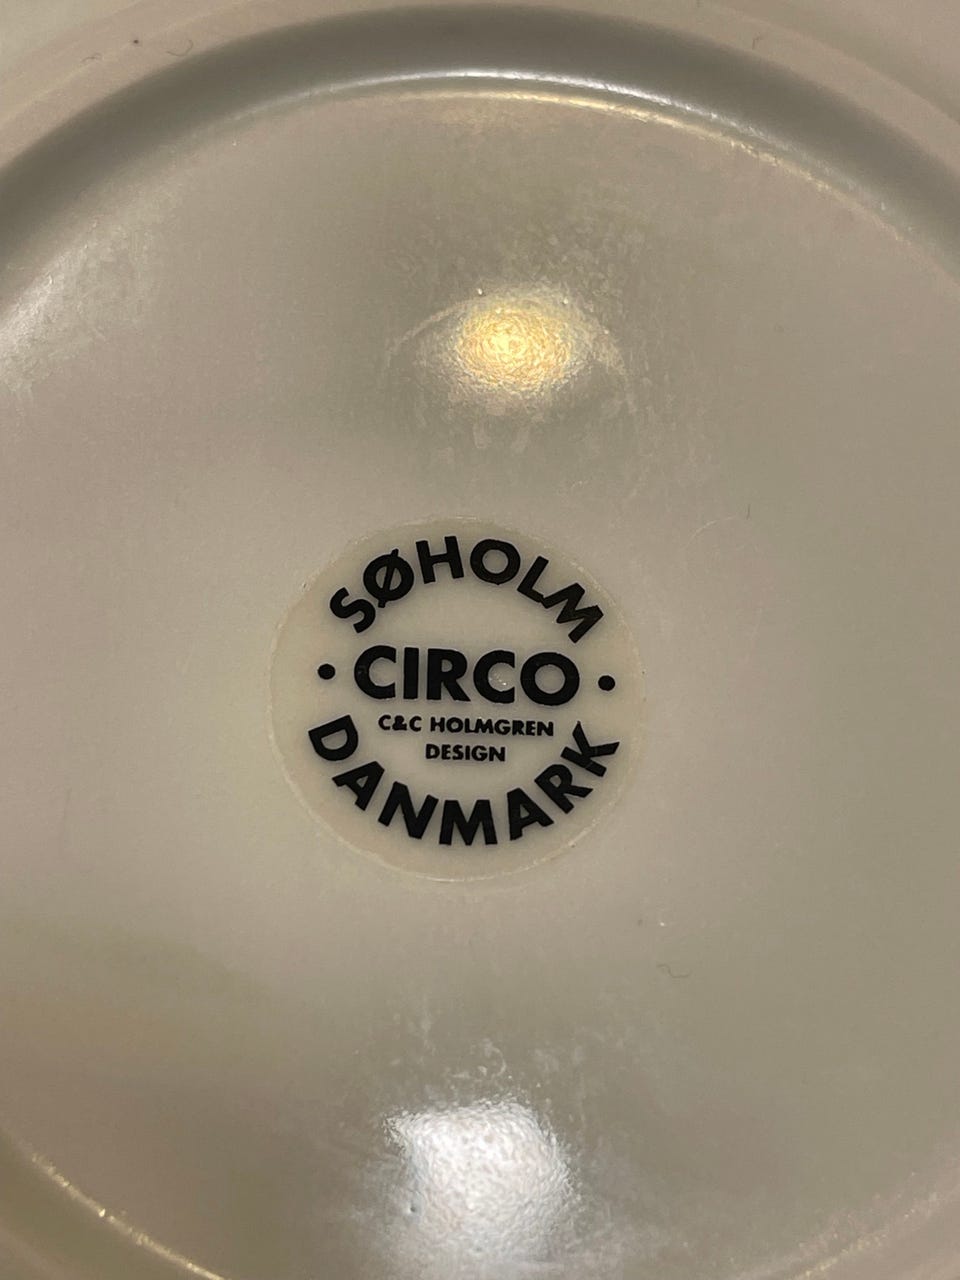 SØHOLM
• CIRCO •
C&C HOLMGREN
DESIGN
DANMARK